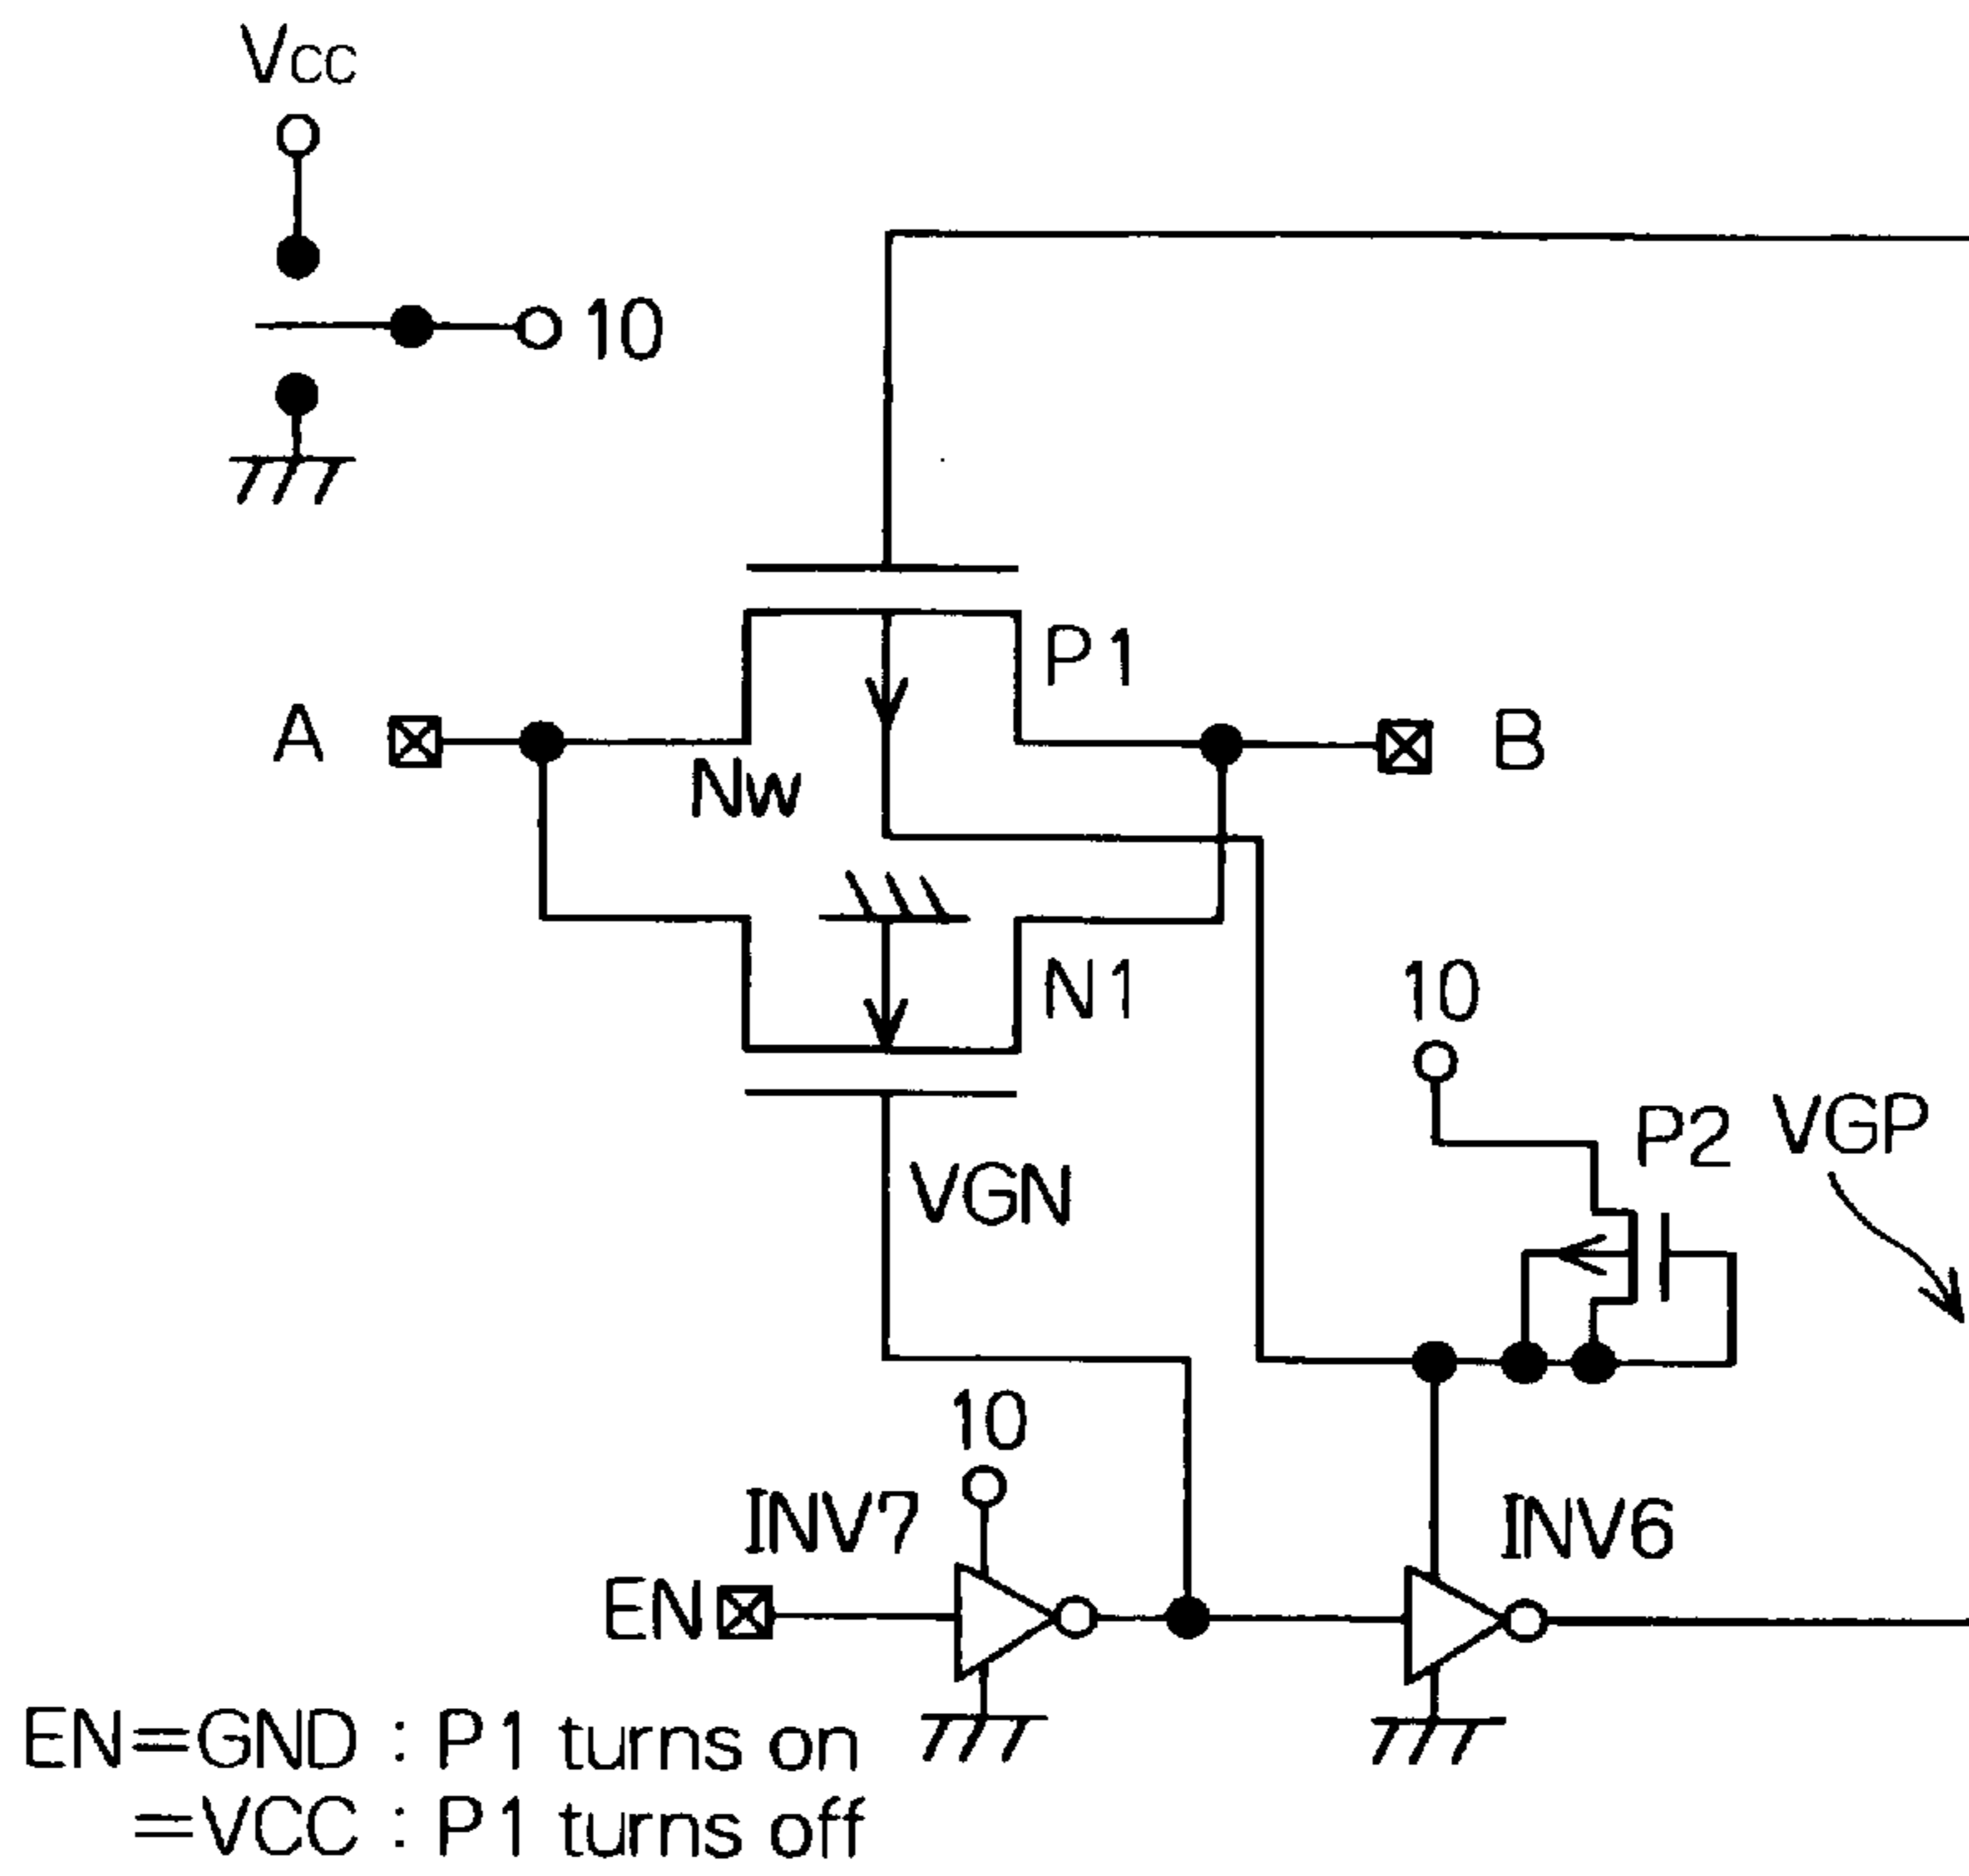 Vcc
10
P1
A
B
Nw
N1
10
P2
VGP
VGN
10
INV7
INV6
EN
EN=GND : P1 turns on
=VCC : P1 turns off